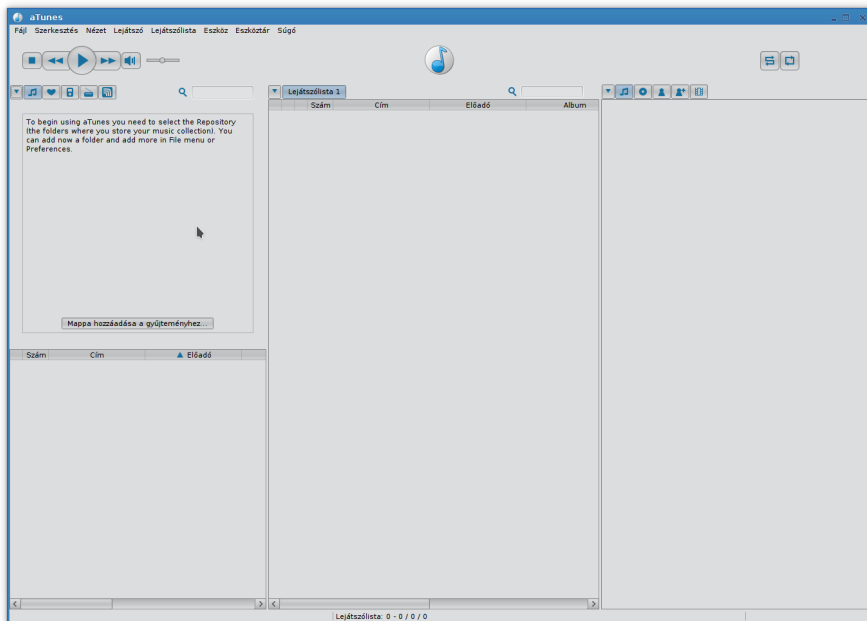 aTunes
Fájl Szerkesztés Nézet Lejátszó Lejátszólista Eszköz Eszköztár Súgó
Lejátszólista 1
Szám Cím Előadó Album
To begin using aTunes you need to select the Repository
(the folders where you store your music collection). You
can add now a folder and add more in File menu or
Preferences.
Mappa hozzáadása a gyűjteményhez...
Szám Cím Előadó
Lejátszólista: 0 - 0 / 0 / 0